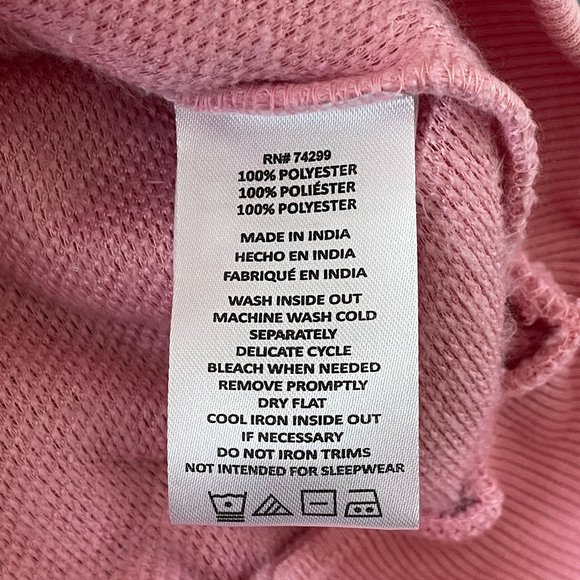 RN# 74299
100% POLYESTER
100% POLIÉSTER
100% POLYESTER
MADE IN INDIA
HECHO EN INDIA
FABRIQUÉ EN INDIA
WASH INSIDE OUT
MACHINE WASH COLD
SEPARATELY
DELICATE CYCLE
BLEACH WHEN NEEDED
REMOVE PROMPTLY
DRY FLAT
COOL IRON INSIDE OUT
IF NECESSARY
DO NOT IRON TRIMS
NOT INTENDED FOR SLEEPWEAR